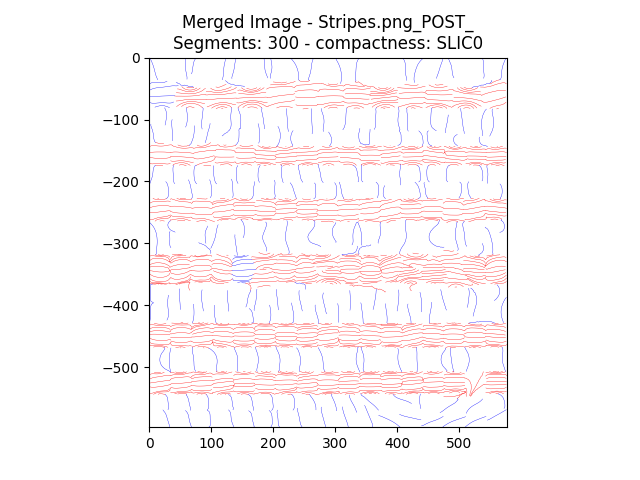 Merged Image - Stripes.png_POST_
Segments: 300 - compactness: SLIC0
0
−100
−200
−300
−400
−500
0 100 200 300 400 500